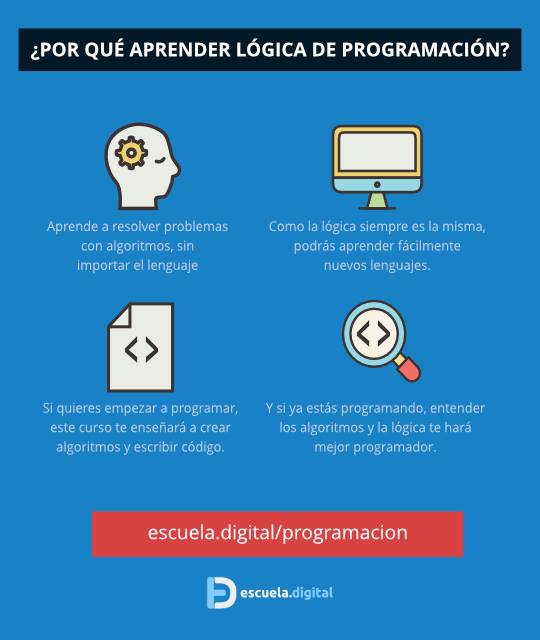 ¿POR QUÉ APRENDER LÓGICA DE PROGRAMACIÓN?
Aprende a resolver problemas
con algoritmos, sin
importar el lenguaje
Como la lógica siempre es la misma,
podrás aprender fácilmente
nuevos lenguajes.
Si quieres empezar a programar,
este curso te enseñará a crear
algoritmos y escribir código.
Y si ya estás programando, entender
los algoritmos y la lógica te hará
mejor programador.
escuela.digital/programacion
escuela.digital